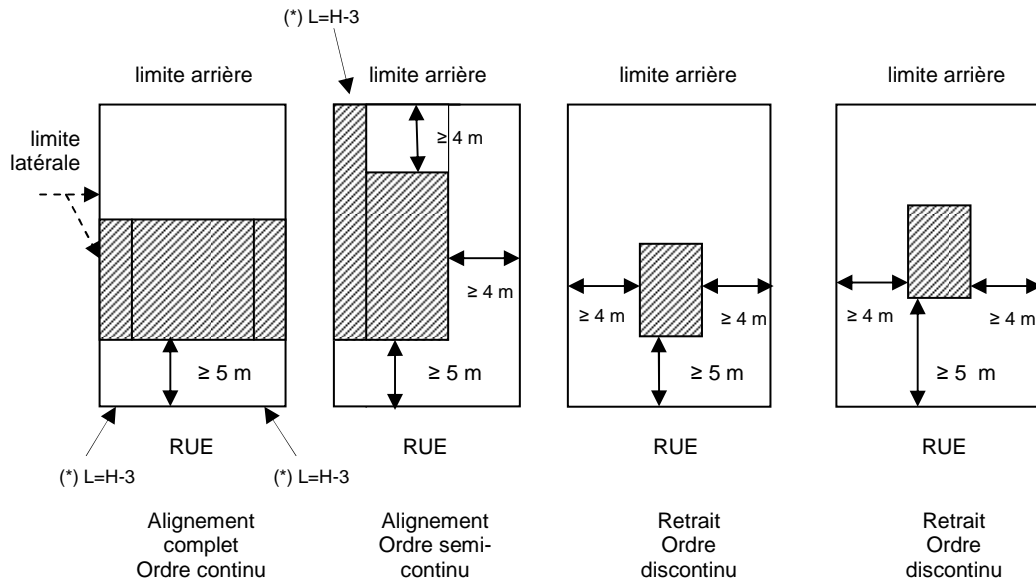 (*) L=H-3
limite arrière
limite arrière
limite arrière
limite arrière
limite
latérale
≥ 4 m
≥ 4 m
≥ 4 m
≥ 4 m
≥ 4 m
≥ 4 m
≥ 5 m
≥ 5 m
≥ 5 m
≥ 5 m
RUE
RUE
RUE
RUE
(*) L=H-3
(*) L=H-3
Alignement
complet
Ordre continu
Alignement
Ordre semi-
continu
Retrait
Ordre
discontinu
Retrait
Ordre
discontinu